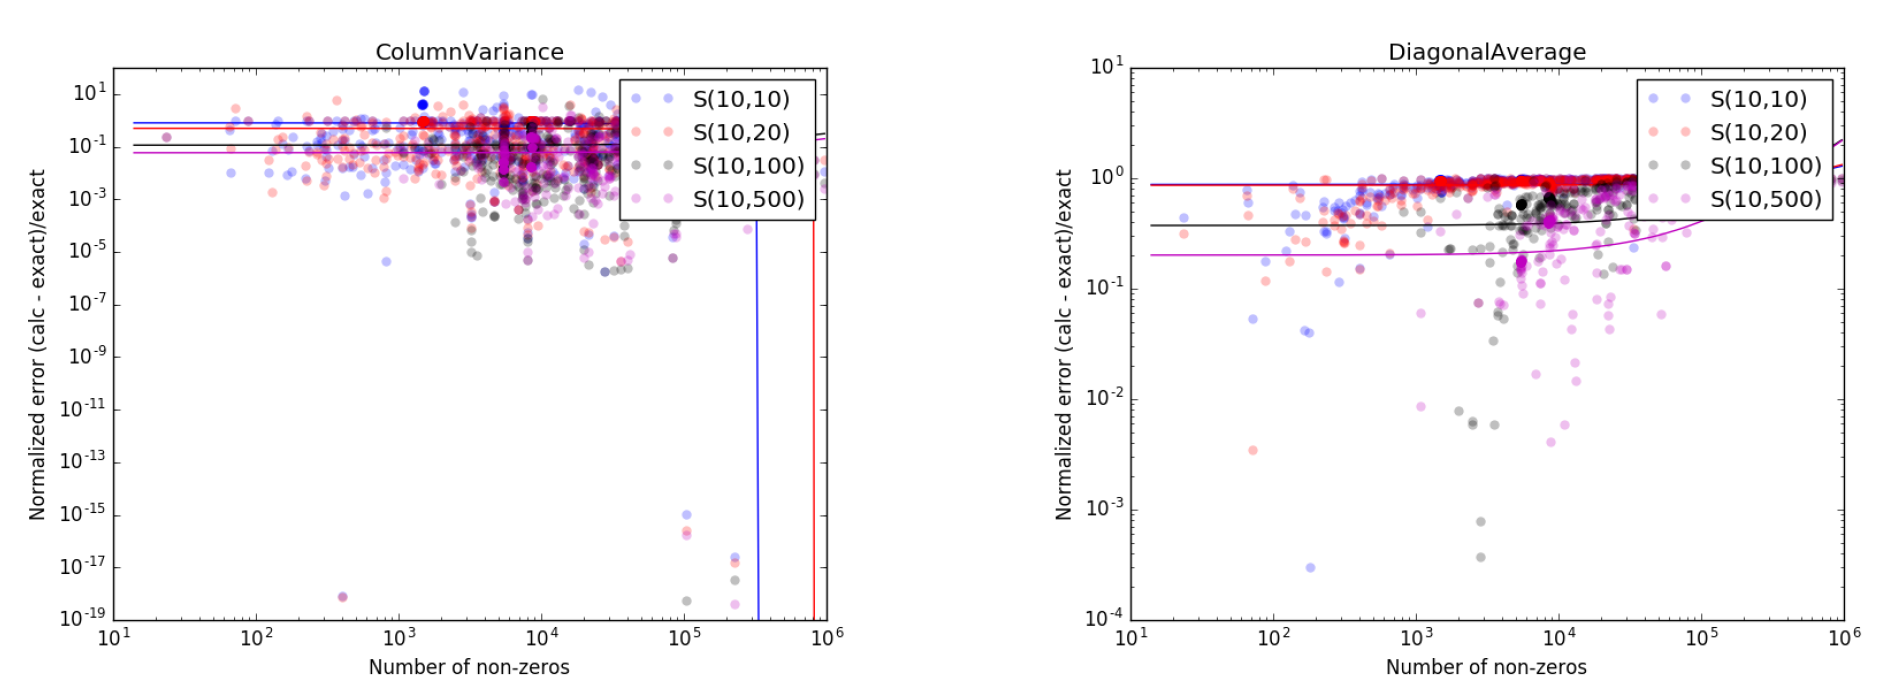 ColumnVariance
Normalized error (calc - exact)/exact
10^1
10^-1
10^-3
10^-5
10^-7
10^-9
10^-11
10^-13
10^-15
10^-17
10^-19
S(10,10)
S(10,20)
S(10,100)
S(10,500)
10^1 10^2 10^3 10^4 10^5 10^6
Number of non-zeros
DiagonalAverage
Normalized error (calc - exact)/exact
10^1
10^0
10^-1
10^-2
10^-3
10^-4
S(10,10)
S(10,20)
S(10,100)
S(10,500)
10^1 10^2 10^3 10^4 10^5 10^6
Number of non-zeros